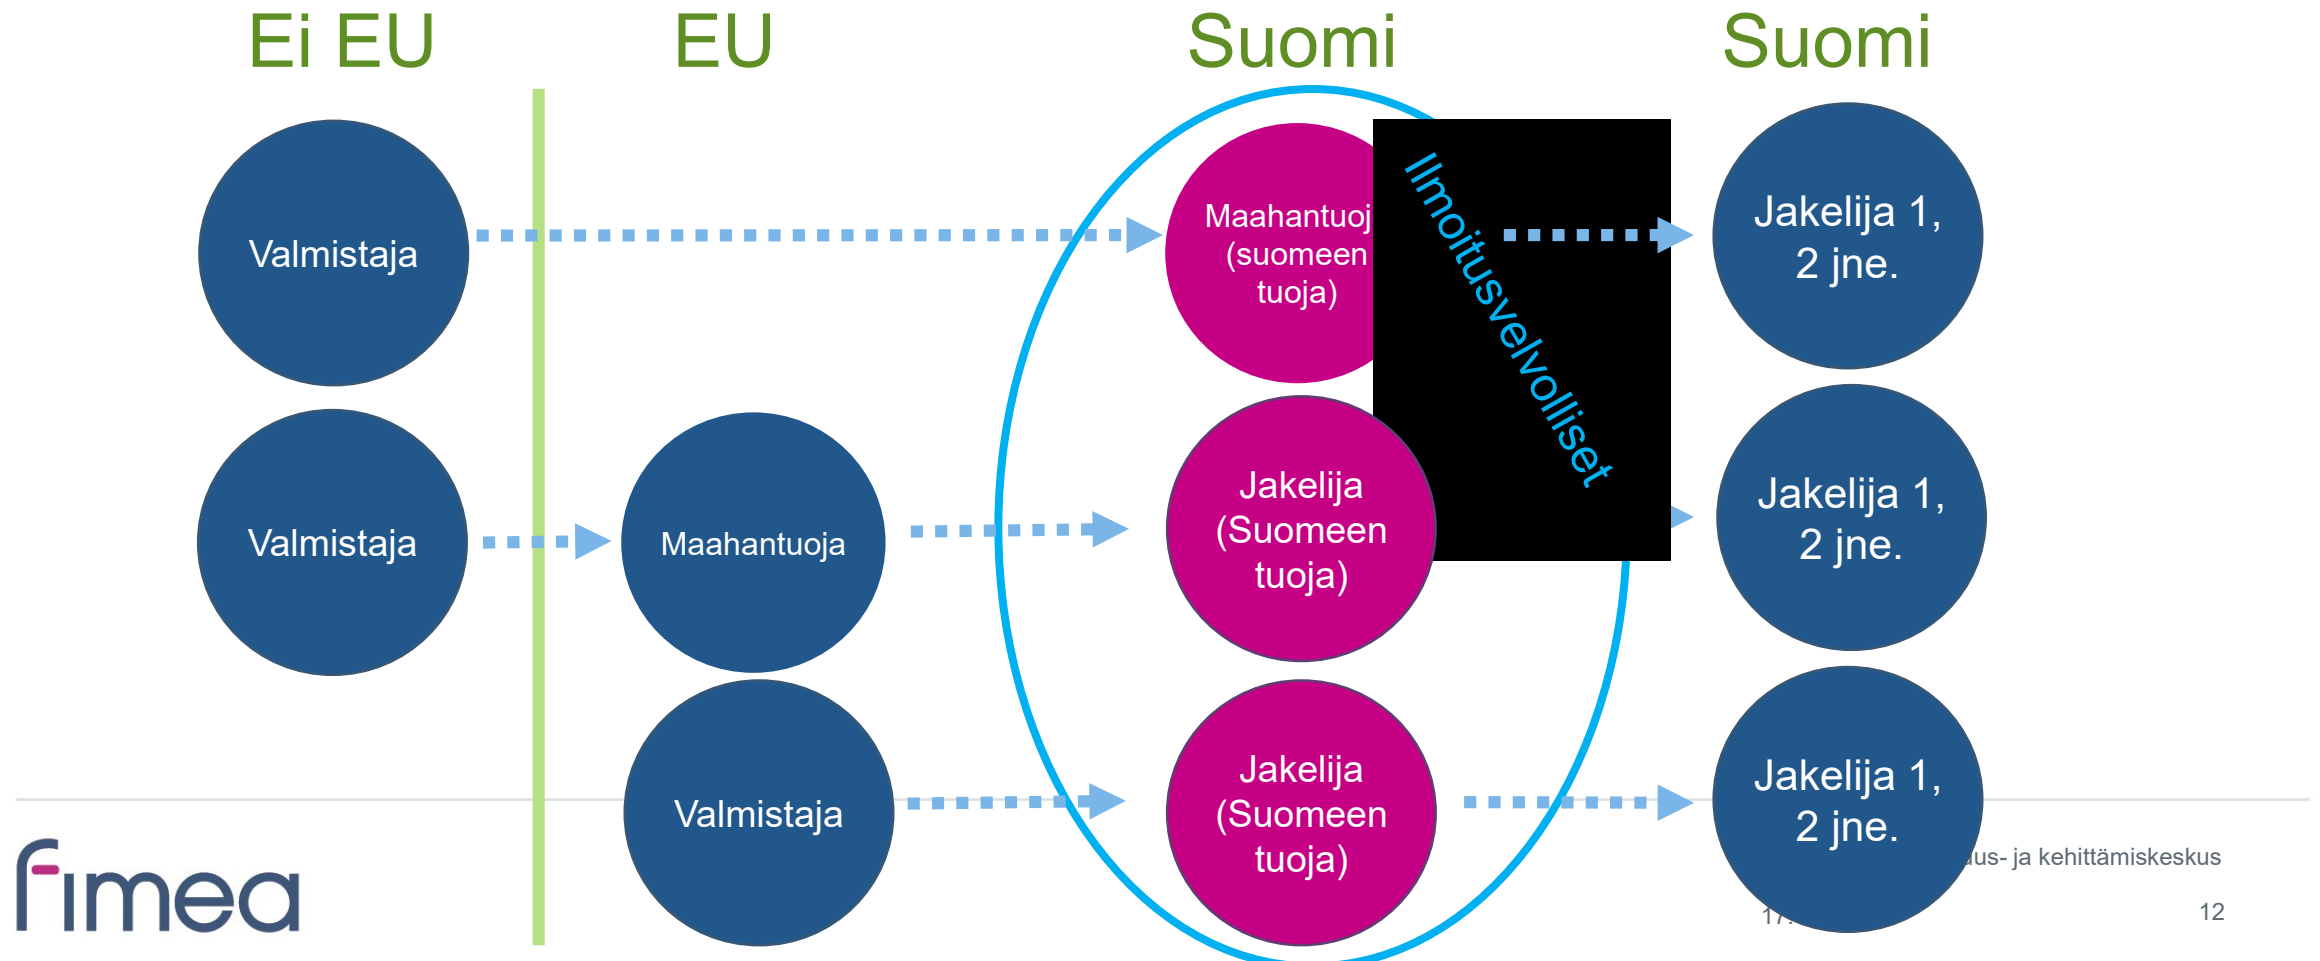 Ei EU
EU
Suomi
Suomi
Valmistaja
Maahantuoj
(suomeen
tuoja)
Ilmoitusvelvolliset
Jakelija 1,
2 jne.
Valmistaja
Maahantuoja
Jakelija
(Suomeen
tuoja)
Jakelija 1,
2 jne.
Valmistaja
Jakelija
(Suomeen
tuoja)
Jakelija 1,
2 jne.
fimea
us- ja kehittämiskeskus
17.
12